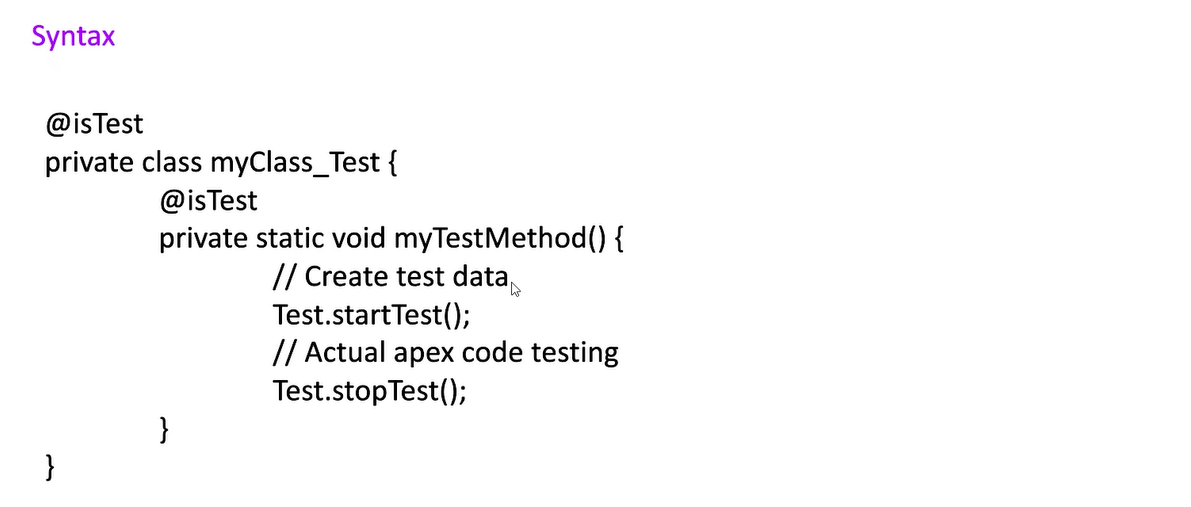 Syntax
@isTest
private class myClass_Test {
@isTest
private static void myTestMethod() {
// Create test data
Test.startTest();
// Actual apex code testing
Test.stopTest();
}
}